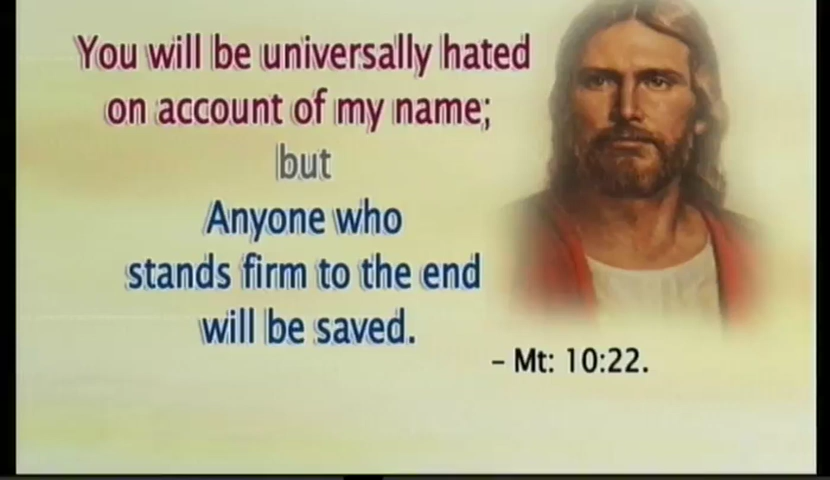 You will be universally hated
on account of my name;
but
Anyone who
stands firm to the end
will be saved.
– Mt: 10:22.